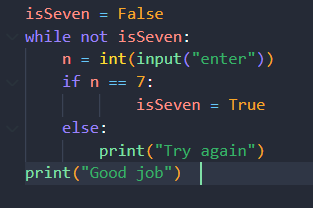 isSeven = False
while not isSeven:
    n = int(input("enter"))
    if n == 7:
            isSeven = True
    else:
        print("Try again")
print("Good job")